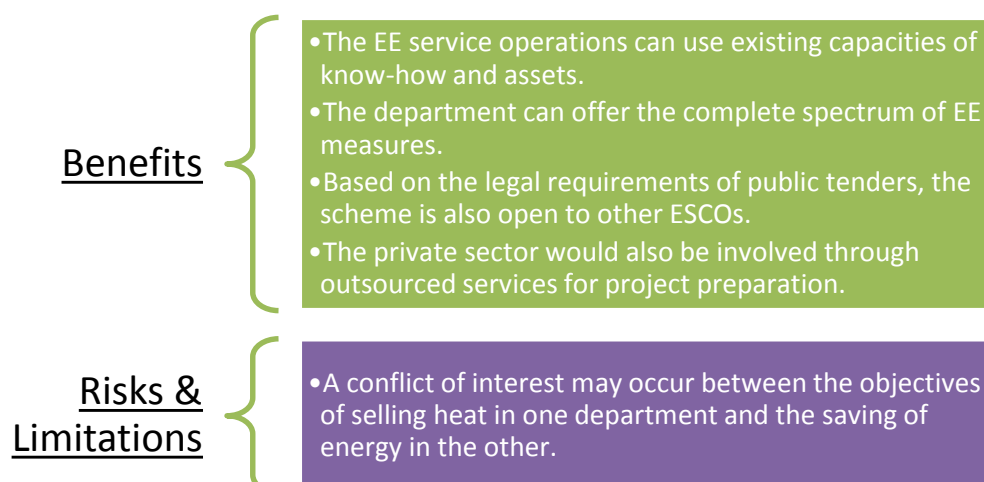 Benefits
•The EE service operations can use existing capacities of
know-how and assets.
•The department can offer the complete spectrum of EE
measures.
•Based on the legal requirements of public tenders, the
scheme is also open to other ESCOs.
•The private sector would also be involved through
outsourced services for project preparation.
Risks &
Limitations
•A conflict of interest may occur between the objectives
of selling heat in one department and the saving of
energy in the other.